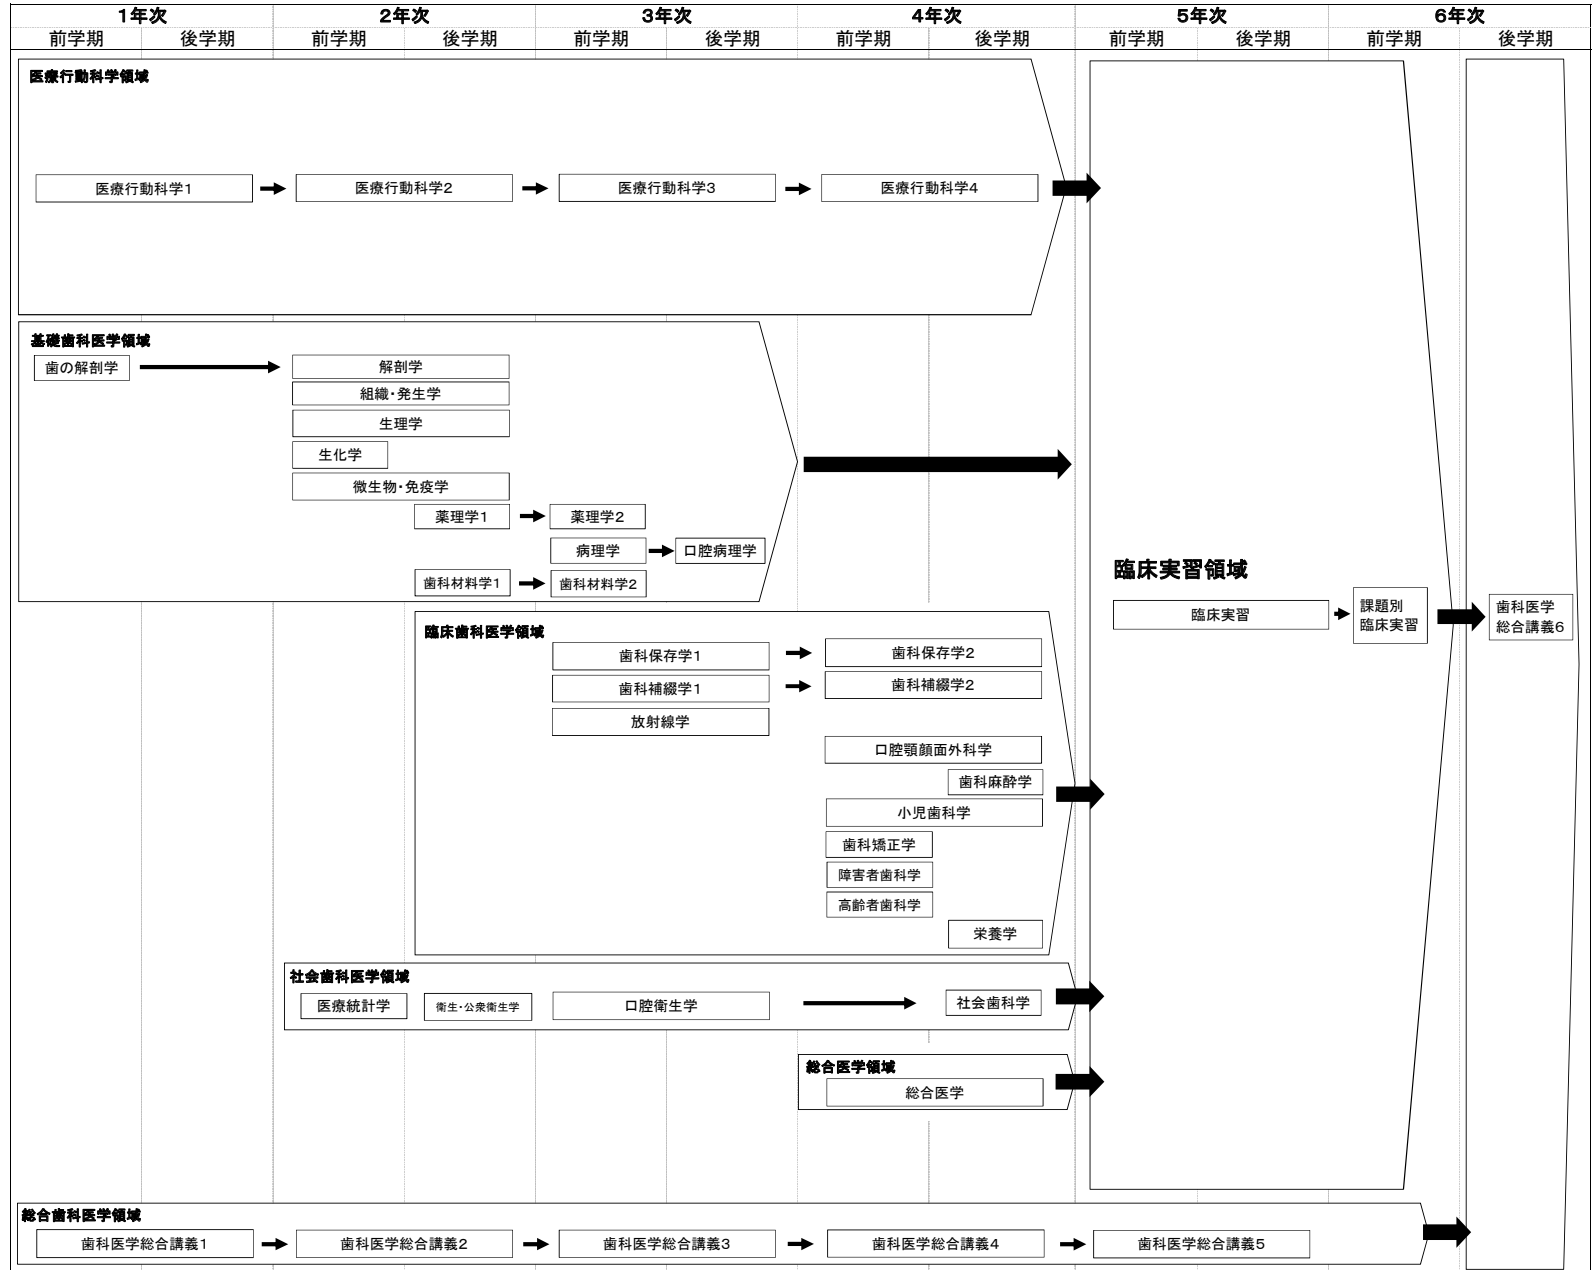 1年次 2年次 3年次 4年次 5年次 6年次
前学期 後学期 前学期 後学期 前学期 後学期 前学期 後学期 前学期 後学期 前学期 後学期
医療行動科学領域
医療行動科学1 医療行動科学2 医療行動科学3 医療行動科学4
基礎歯科医学領域
歯の解剖学 解剖学
組織・発生学
生理学
生化学
微生物・免疫学
薬理学1 薬理学2
病理学 口腔病理学
歯科材料学1 歯科材料学2
臨床歯科医学領域
歯科保存学1 歯科保存学2
歯科補綴学1 歯科補綴学2
放射線学
口腔顎顔面外科学
歯科麻酔学
小児歯科学
歯科矯正学
障害者歯科学
高齢者歯科学
栄養学
社会歯科医学領域
医療統計学 衛生・公衆衛生学 口腔衛生学 社会歯科学
総合医学領域
総合医学
臨床実習領域
臨床実習
課題別
臨床実習
歯科医学
総合講義6
総合歯科医学領域
歯科医学総合講義1 歯科医学総合講義2 歯科医学総合講義3 歯科医学総合講義4 歯科医学総合講義5